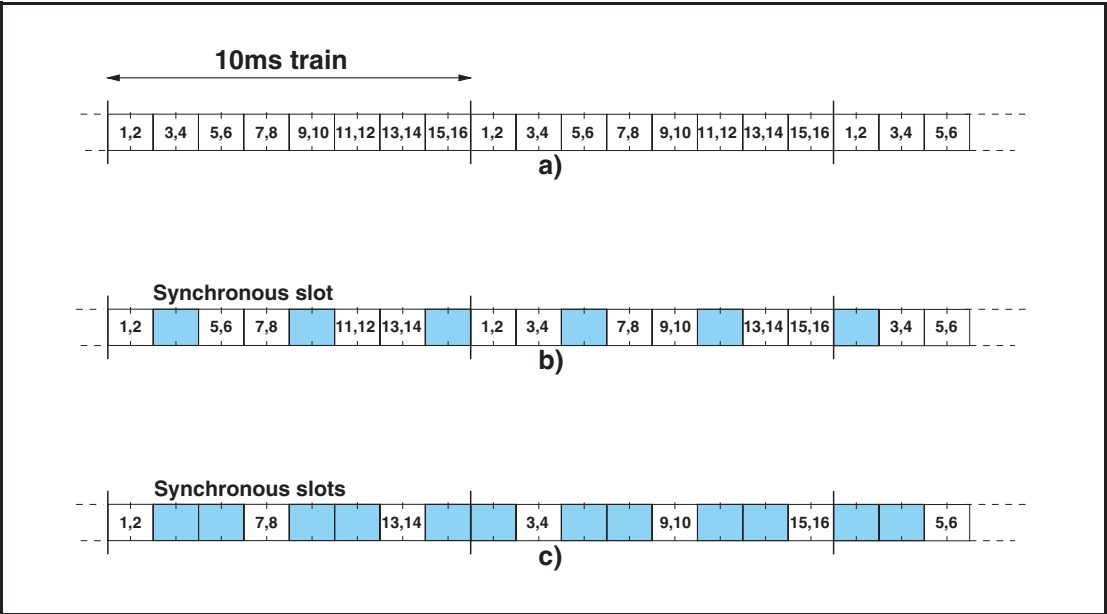 10ms train
1,2 3,4 5,6 7,8 9,10 11,12 13,14 15,16 1,2 3,4 5,6 7,8 9,10 11,12 13,14 15,16 1,2 3,4 5,6
a)
Synchronous slot
1,2 5,6 7,8 11,12 13,14 1,2 3,4 7,8 9,10 13,14 15,16 3,4 5,6
b)
Synchronous slots
1,2 7,8 13,14 3,4 9,10 15,16 5,6
c)